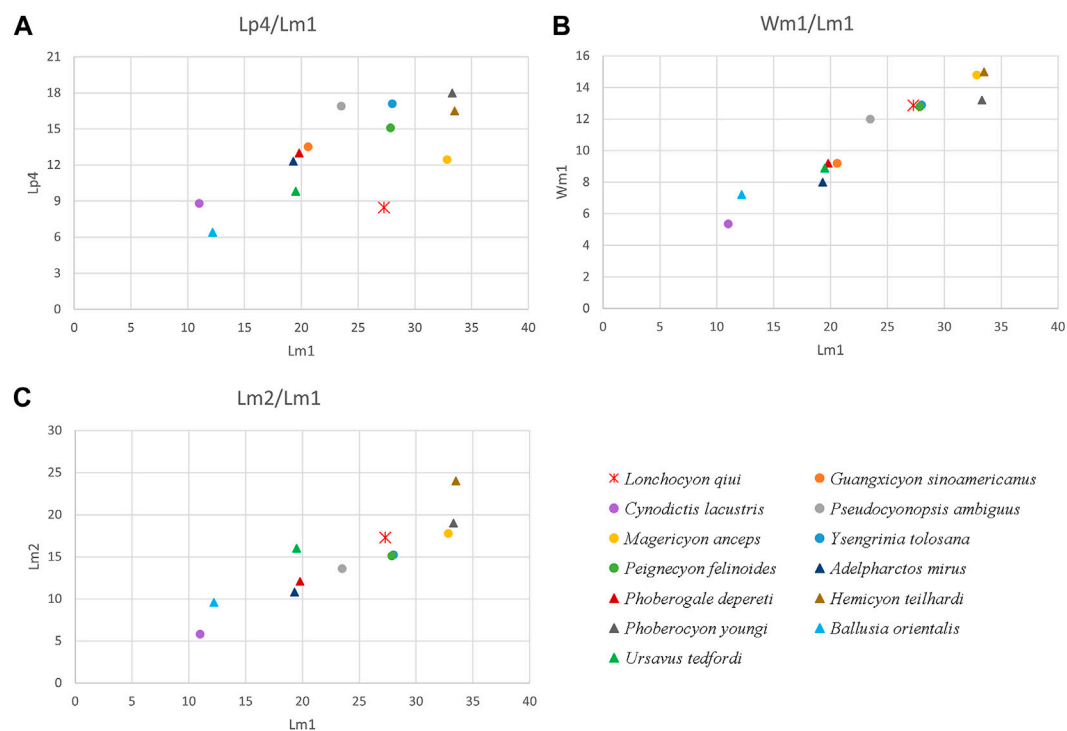 A
Lp4/Lm1
21
18
15
12
9
6
3
0
Lp4
0 5 10 15 20 25 30 35 40
Lm1
B
Wm1/Lm1
16
14
12
10
8
6
4
2
0
Wm1
0 5 10 15 20 25 30 35 40
Lm1
C
Lm2/Lm1
30
25
20
15
10
5
0
Lm2
0 5 10 15 20 25 30 35 40
Lm1
Lonchocyon qiui Guangxicyon sinoamericanus
Cynodictis lacustris Pseudocyonopsis ambiguus
Magericyon anceps Ysengrinia tolosana
Peignecyon felinoides Adelpharctos mirus
Phoberogale depereti Hemicyon teilhardi
Phoberocyon youngi Ballusia orientalis
Ursavus tedfordi